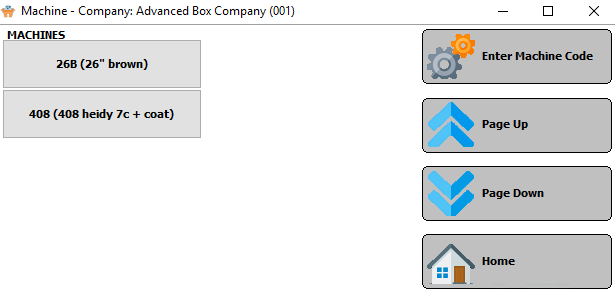 Machine - Company: Advanced Box Company (001)
MACHINES
26B (26" brown)
408 (408 heidy 7c + coat)
Enter Machine Code
Page Up
Page Down
Home